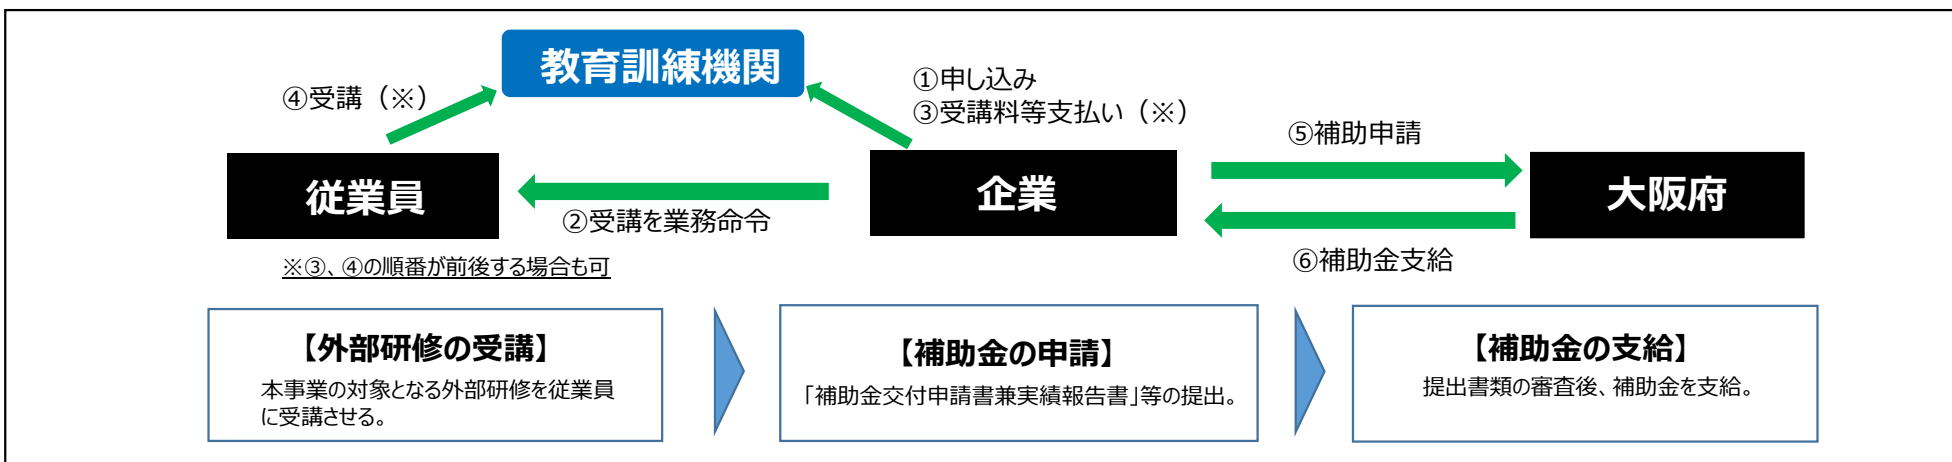 教育訓練機関
④受講（※）
①申し込み
③受講料等支払い（※）
⑤補助申請
従業員
企業
大阪府
②受講を業務命令
⑥補助金支給
※③、④の順番が前後する場合も可
【外部研修の受講】
本事業の対象となる外部研修を従業員
に受講させる。
【補助金の申請】
「補助金交付申請書兼実績報告書」等の提出。
【補助金の支給】
提出書類の審査後、補助金を支給。